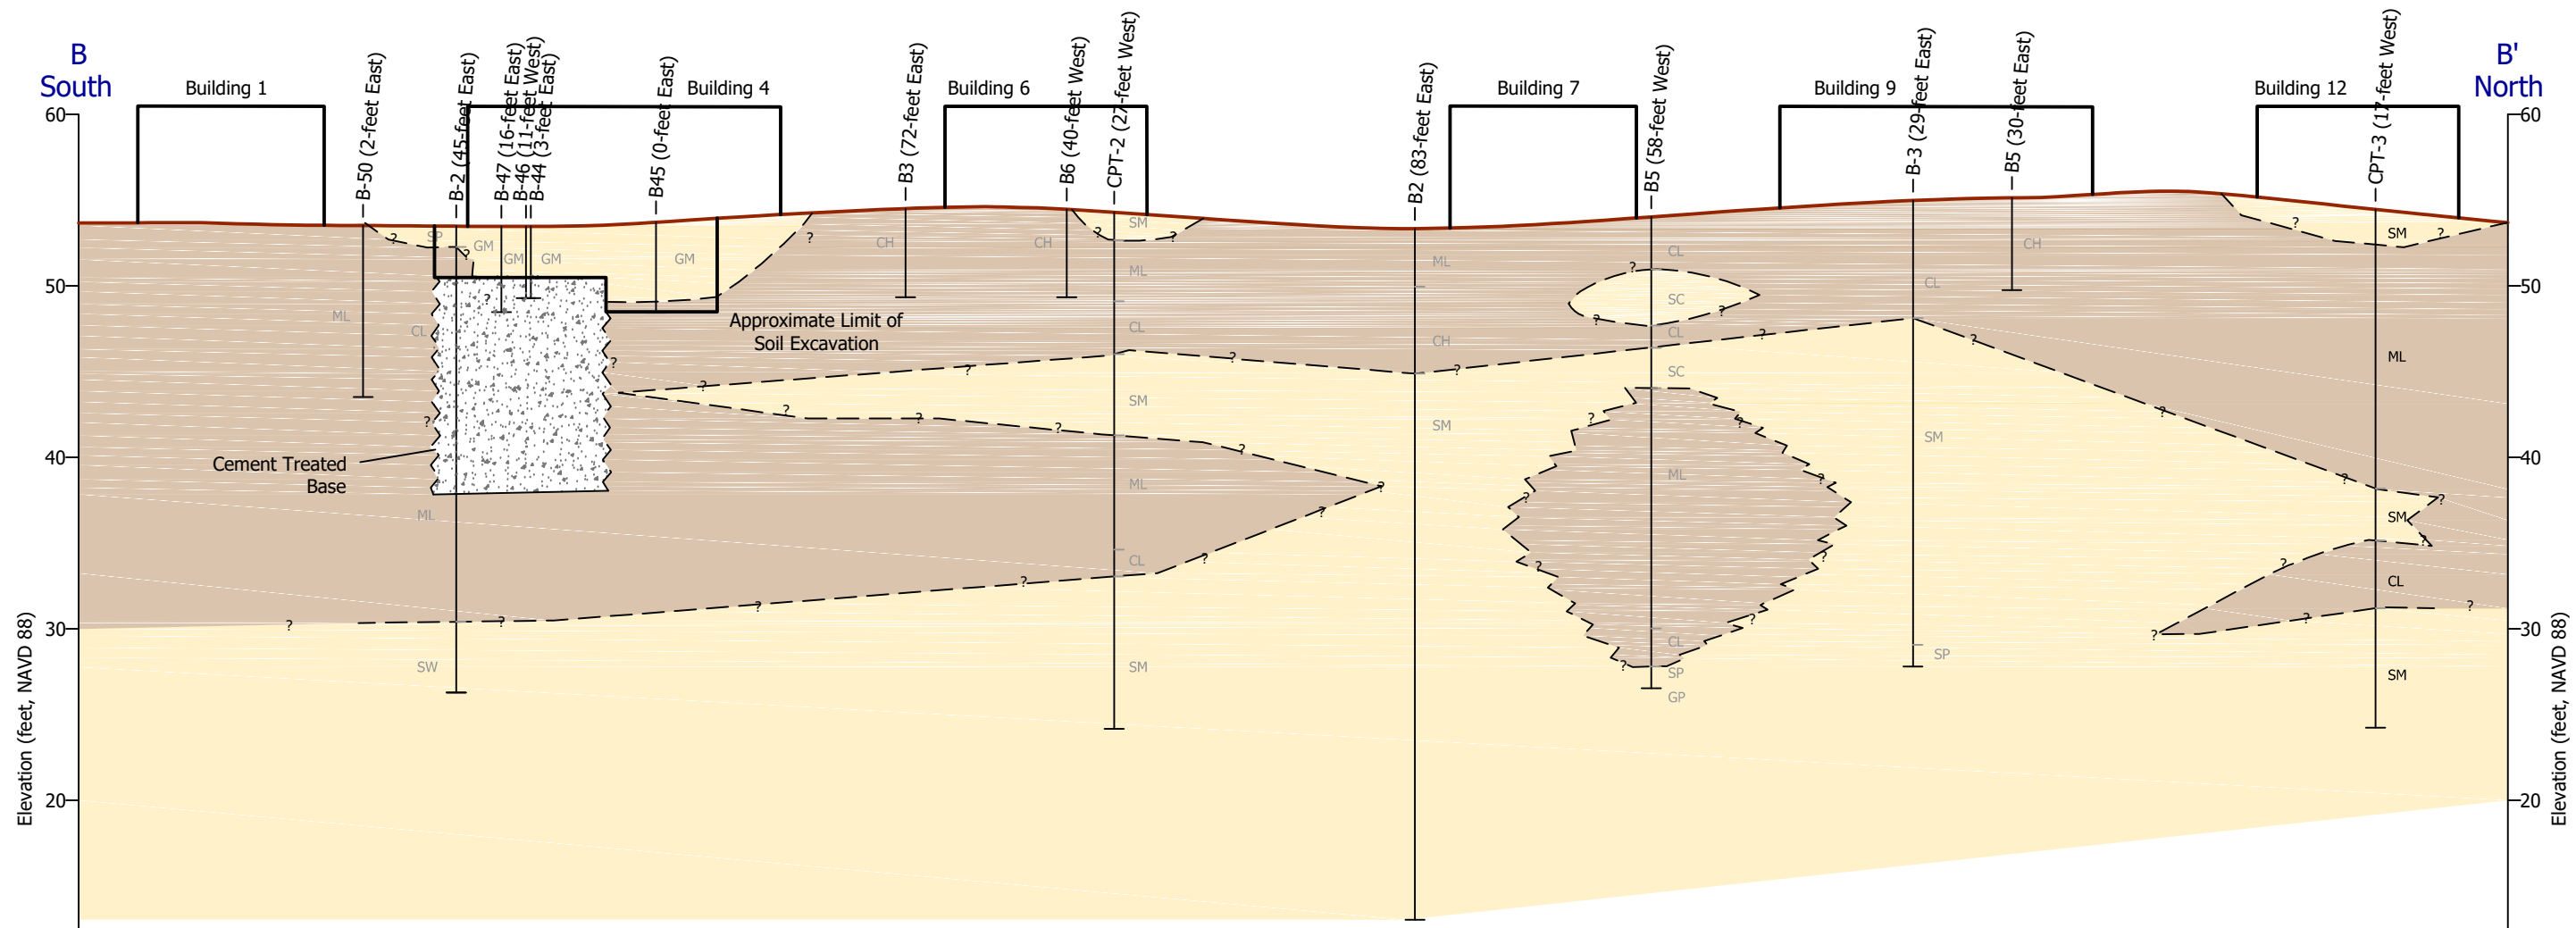 B
South
B'
North
Building 1
Building 4
Building 6
Building 7
Building 9
Building 12
B-50 (2-feet East)
B-2 (45-feet East)
B-47 (16-feet East)
B-46 (11-feet West)
B-44 (3-feet East)
B45 (0-feet East)
B3 (72-feet East)
B6 (40-feet West)
CPT-2 (27-feet West)
B2 (83-feet East)
B5 (58-feet West)
B-3 (29-feet East)
B5 (30-feet East)
CPT-3 (17-feet West)
60
50
40
30
20
Elevation (feet, NAVD 88)
60
50
40
30
20
Elevation (feet, NAVD 88)
ML
SP
CL
ML
SW
GM
GM
GM
GM
Approximate Limit of
Soil Excavation
Cement Treated
Base
CH
CH
SM
ML
CL
SM
ML
CL
SM
ML
CH
SM
CL
SC
CL
SC
ML
CL
SP
GP
CL
SM
SP
CH
SM
ML
SM
CL
SM
? ? ? ? ? ? ? ? ? ? ? ? ? ? ? ? ? ? ? ? ? ? ? ? ? ? ? ? ? ? ? ? ? ? ? ? ? ? ? ? ? ? ? ? ? ? ? ?